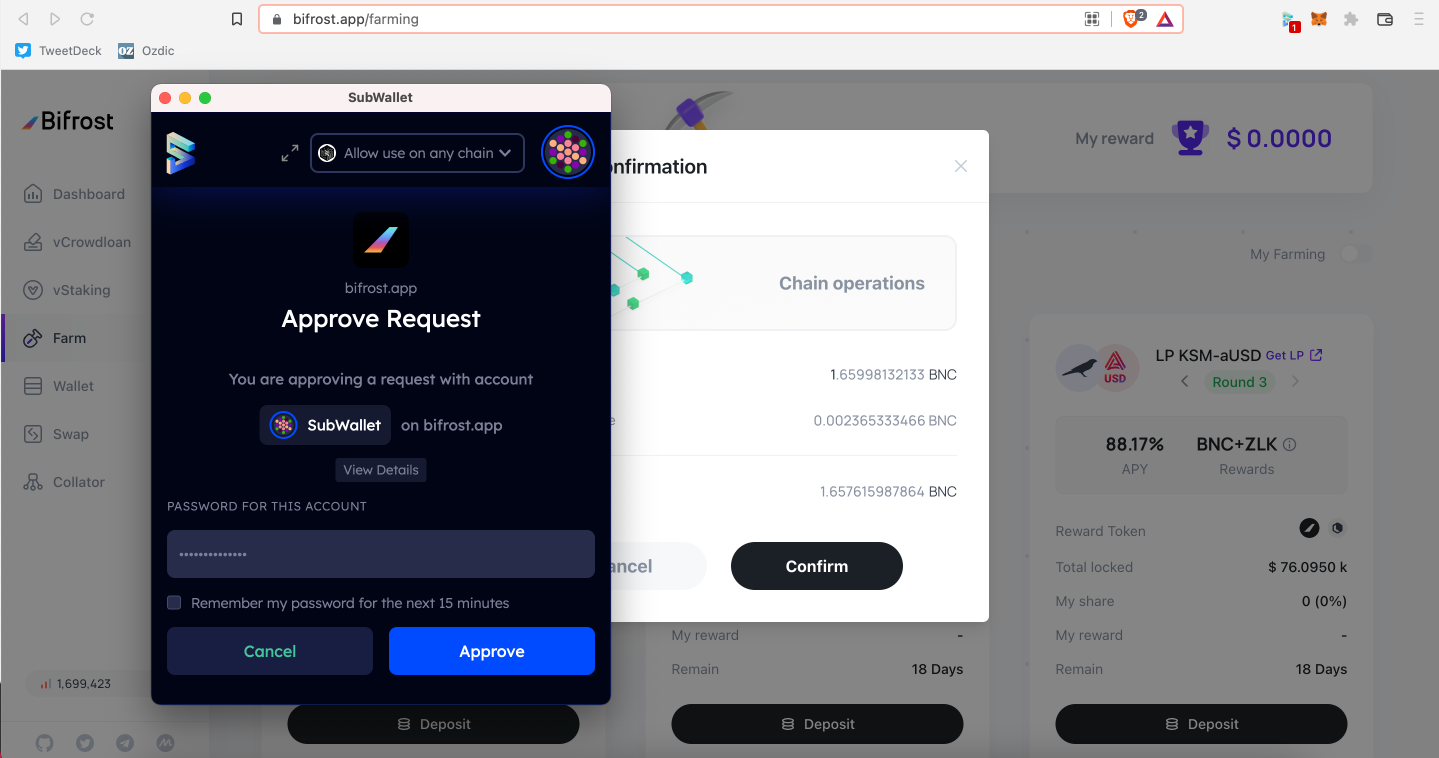 bifrost.app/farming
2
1
TweetDeck
OZ
Ozdic
Bifrost
Dashboard
vCrowdloan
vStaking
Farm
Wallet
Swap
Collator
1,699,423
SubWallet
Allow use on any chain
bifrost.app
Approve Request
You are approving a request with account
SubWallet
on bifrost.app
View Details
PASSWORD FOR THIS ACCOUNT
••••••••••••••
Remember my password for the next 15 minutes
Cancel
Approve
nfirmation
Chain operations
1.65998132133 BNC
e
0.002365333466 BNC
1.657615987864 BNC
ancel
Confirm
My reward
$ 0.0000
My Farming
USD
LP KSM-aUSD Get LP
Round 3
88.17%
APY
BNC+ZLK
Rewards
Reward Token
Total locked
$ 76.0950 k
My share
0 (0%)
My reward
-
Remain
18 Days
My reward
-
Remain
18 Days
Deposit
Deposit
Deposit